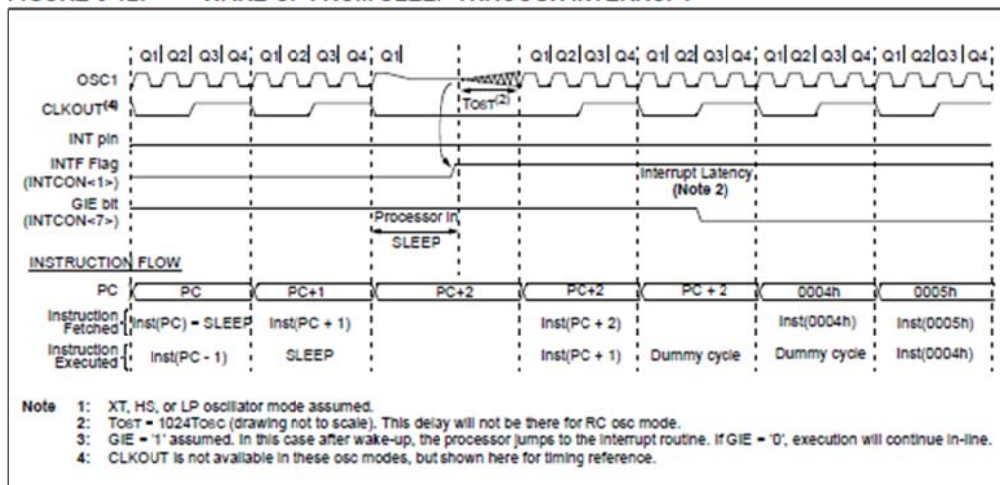 Q1 Q2 Q3 Q4 Q1 Q2 Q3 Q4 Q1 Q1 Q2 Q3 Q4 Q1 Q2 Q3 Q4 Q1 Q2 Q3 Q4 Q1 Q2 Q3 Q4
OSC1
TOST(2)
CLKOUT(4)
INT pin
INTF Flag
(INTCON<1>)
Interrupt Latency
(Note 2)
GIE bit
(INTCON<7>)
Processor in
SLEEP
INSTRUCTION FLOW
PC PC PC+1 PC+2 PC+2 PC + 2 0004h 0005h
Instruction
Fetched
Inst(PC) = SLEEP Inst(PC + 1) Inst(PC + 2) Inst(0004h) Inst(0005h)
Instruction
Executed
Inst(PC - 1) SLEEP Inst(PC + 1) Dummy cycle Dummy cycle Inst(0004h)
Note 1: XT, HS, or LP oscillator mode assumed.
2: TOST = 1024TOSC (drawing not to scale). This delay will not be there for RC osc mode.
3: GIE = '1' assumed. In this case after wake-up, the processor jumps to the interrupt routine. If GIE = '0', execution will continue in-line.
4: CLKOUT is not available in these osc modes, but shown here for timing reference.